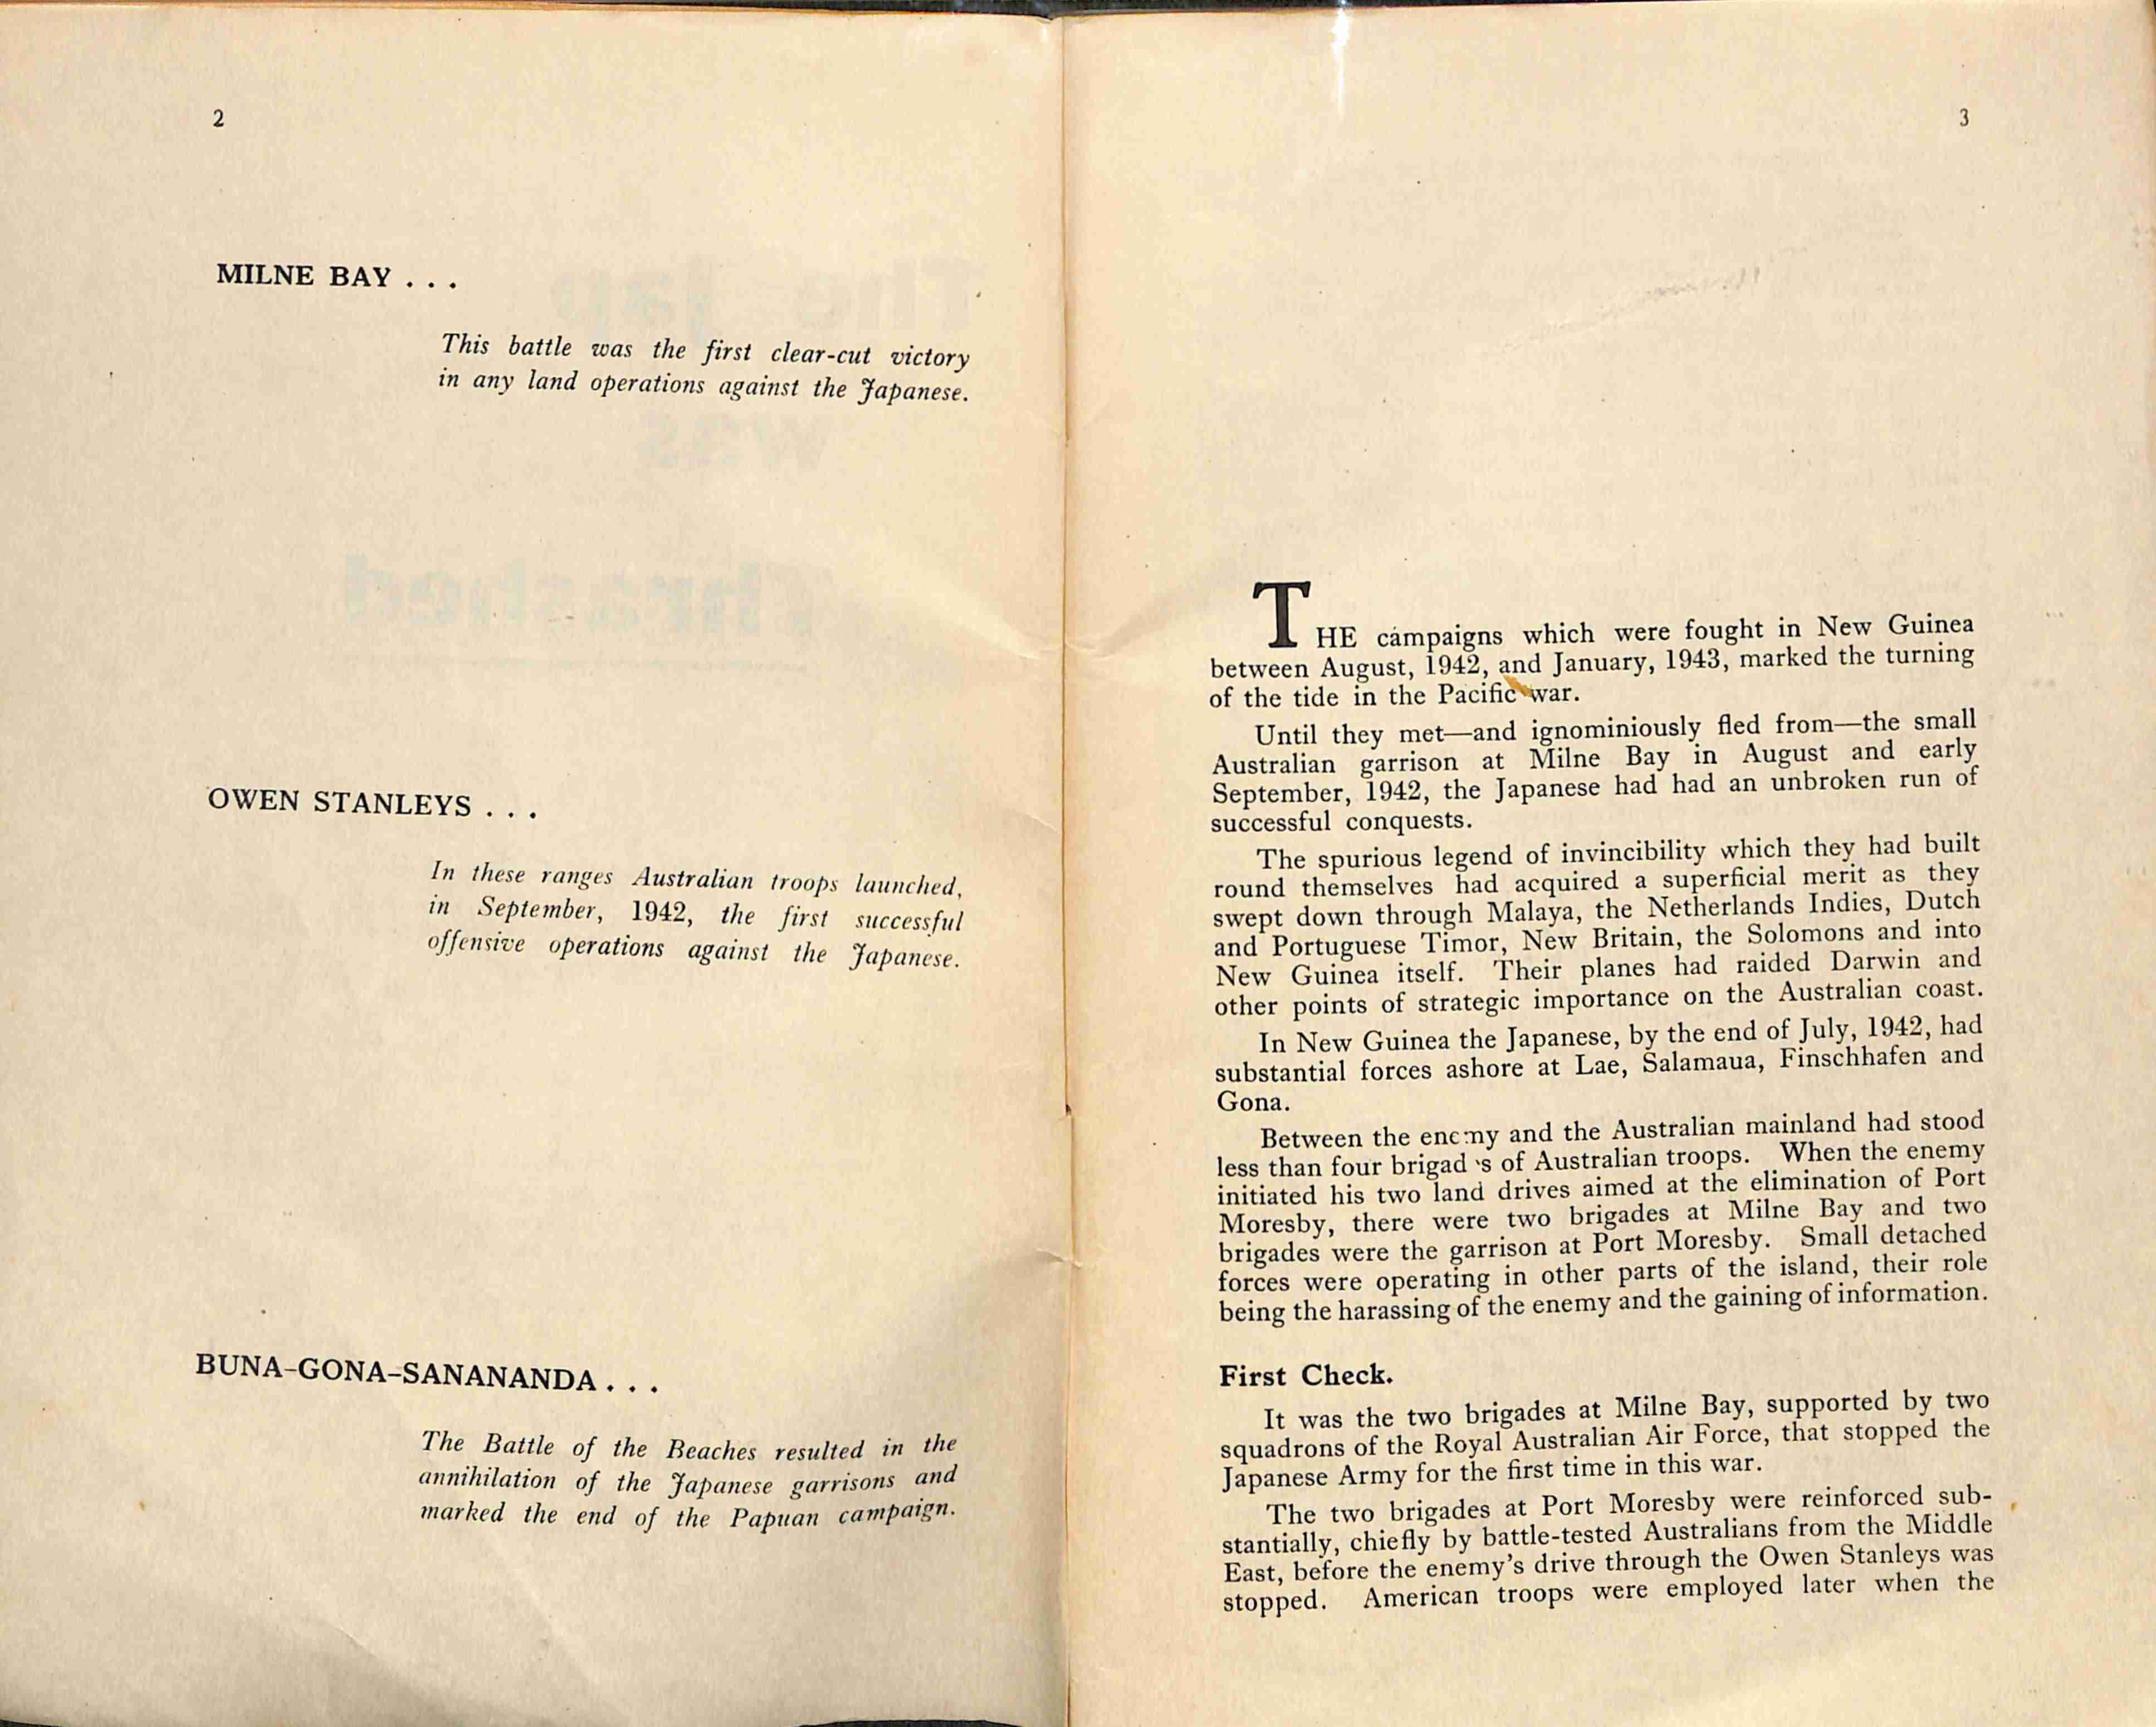 2
MILNE BAY . . .
This battle was the first clear-cut victory
in any land operations against the Japanese.
OWEN STANLEYS . . .
In these ranges Australian troops launched,
in September, 1942, the first successful
offensive operations against the Japanese.
BUNA-GONA-SANANANDA . . .
The Battle of the Beaches resulted in the
annihilation of the Japanese garrisons and
marked the end of the Papuan campaign.
3
THE campaigns which were fought in New Guinea
between August, 1942, and January, 1943, marked the turning
of the tide in the Pacific war.
Until they met—and ignominiously fled from—the small
Australian garrison at Milne Bay in August and early
September, 1942, the Japanese had had an unbroken run of
successful conquests.
The spurious legend of invincibility which they had built
round themselves had acquired a superficial merit as they
swept down through Malaya, the Netherlands Indies, Dutch
and Portuguese Timor, New Britain, the Solomons and into
New Guinea itself. Their planes had raided Darwin and
other points of strategic importance on the Australian coast.
In New Guinea the Japanese, by the end of July, 1942, had
substantial forces ashore at Lae, Salamaua, Finschhafen and
Gona.
Between the enemy and the Australian mainland had stood
less than four brigades of Australian troops. When the enemy
initiated his two land drives aimed at the elimination of Port
Moresby, there were two brigades at Milne Bay and two
brigades were the garrison at Port Moresby. Small detached
forces were operating in other parts of the island, their role
being the harassing of the enemy and the gaining of information.
First Check.
It was the two brigades at Milne Bay, supported by two
squadrons of the Royal Australian Air Force, that stopped the
Japanese Army for the first time in this war.
The two brigades at Port Moresby were reinforced sub-
stantially, chiefly by battle-tested Australians from the Middle
East, before the enemy's drive through the Owen Stanleys was
stopped. American troops were employed later when the